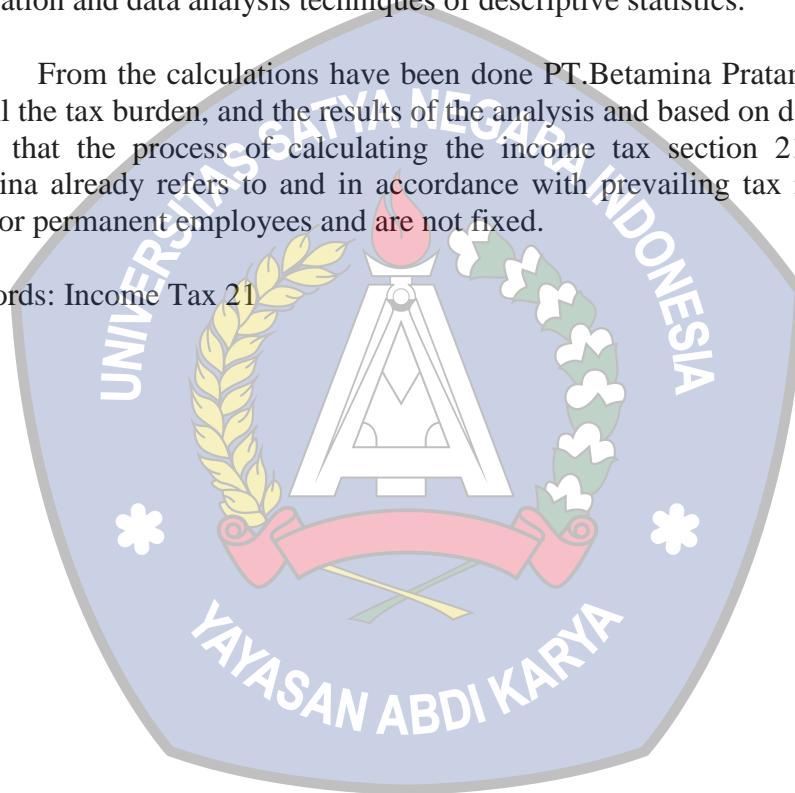 ation and data analysis techniques of descriptive statistics.
From the calculations have been done PT.Betamina Pratam
l the tax burden, and the results of the analysis and based on d
that the process of calculating the income tax section 21
ina already refers to and in accordance with prevailing tax
or permanent employees and are not fixed.
ords: Income Tax 21
UNIVERSITAS SATYA NEGARA INDONESIA
YAYASAN ABDI KARYA